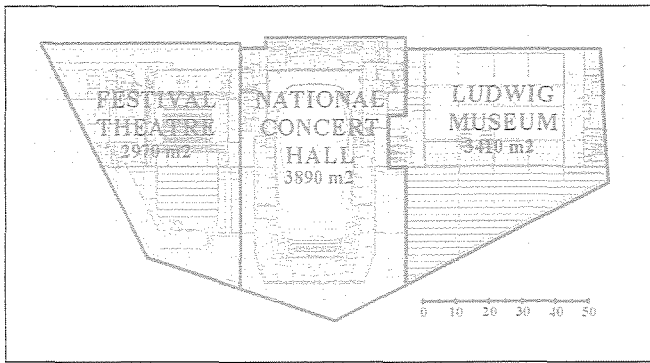 FESTIVAL
THEATRE
2970 m2
NATIONAL
CONCERT
HALL
3890 m2
LUDWIG
MUSEUM
3410 m2
0 10 20 30 40 50